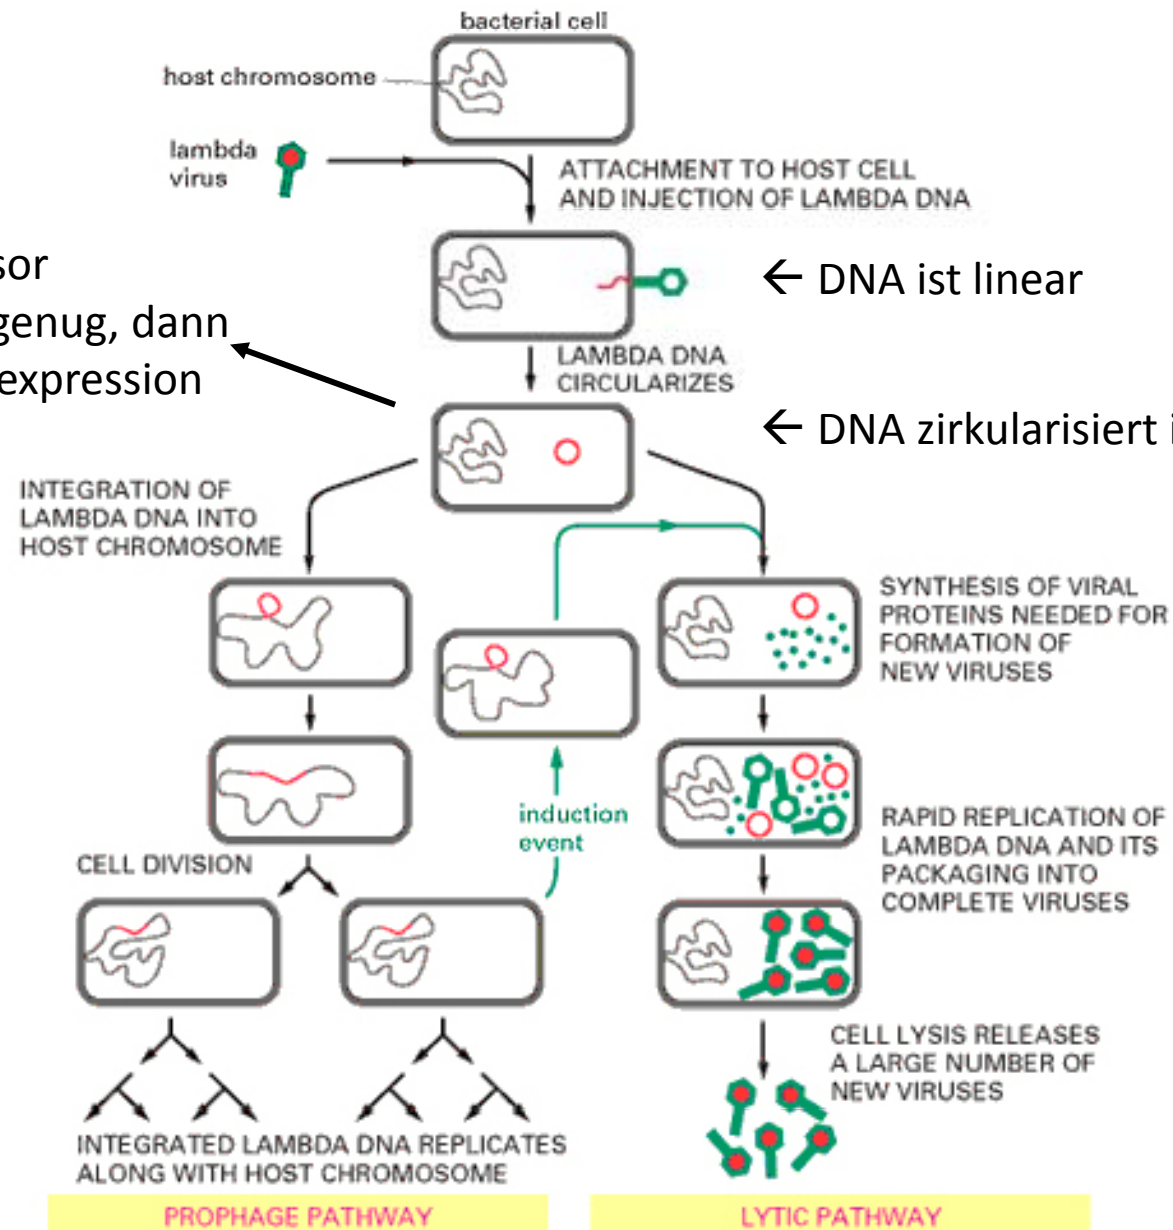 bacterial cell
host chromosome
lambda
virus
ATTACHMENT TO HOST CELL
AND INJECTION OF LAMBDA DNA
sor
genug, dann
expression
← DNA ist linear
LAMBDA DNA
CIRCULARIZES
← DNA zirkularisiert
INTEGRATION OF
LAMBDA DNA INTO
HOST CHROMOSOME
SYNTHESIS OF VIRAL
PROTEINS NEEDED FOR
FORMATION OF
NEW VIRUSES
induction
event
RAPID REPLICATION OF
LAMBDA DNA AND ITS
PACKAGING INTO
COMPLETE VIRUSES
CELL DIVISION
CELL LYSIS RELEASES
A LARGE NUMBER OF
NEW VIRUSES
INTEGRATED LAMBDA DNA REPLICATES
ALONG WITH HOST CHROMOSOME
PROPHAGE PATHWAY
LYTIC PATHWAY